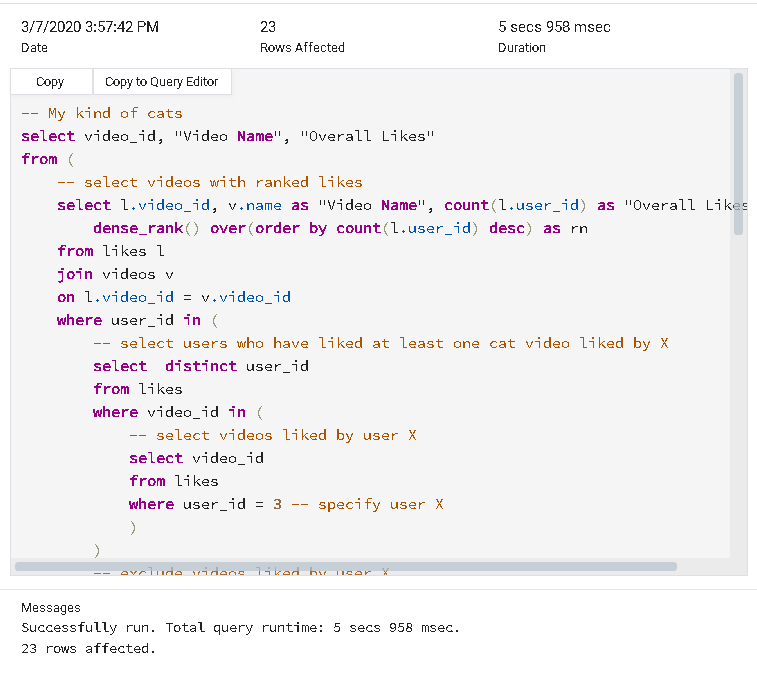 3/7/2020 3:57:42 PM 23 5 secs 958 msec
Date Rows Affected Duration
Copy Copy to Query Editor
-- My kind of cats
select video_id, "Video Name", "Overall Likes"
from (
    -- select videos with ranked likes
    select l.video_id, v.name as "Video Name", count(l.user_id) as "Overall Likes
        dense_rank() over(order by count(l.user_id) desc) as rn
    from likes l
    join videos v
    on l.video_id = v.video_id
    where user_id in (
        -- select users who have liked at least one cat video liked by X
        select  distinct user_id
        from likes
        where video_id in (
            -- select videos liked by user X
            select video_id
            from likes
            where user_id = 3 -- specify user X
            )
        )
        -- exclude videos liked by user X
Messages
Successfully run. Total query runtime: 5 secs 958 msec.
23 rows affected.